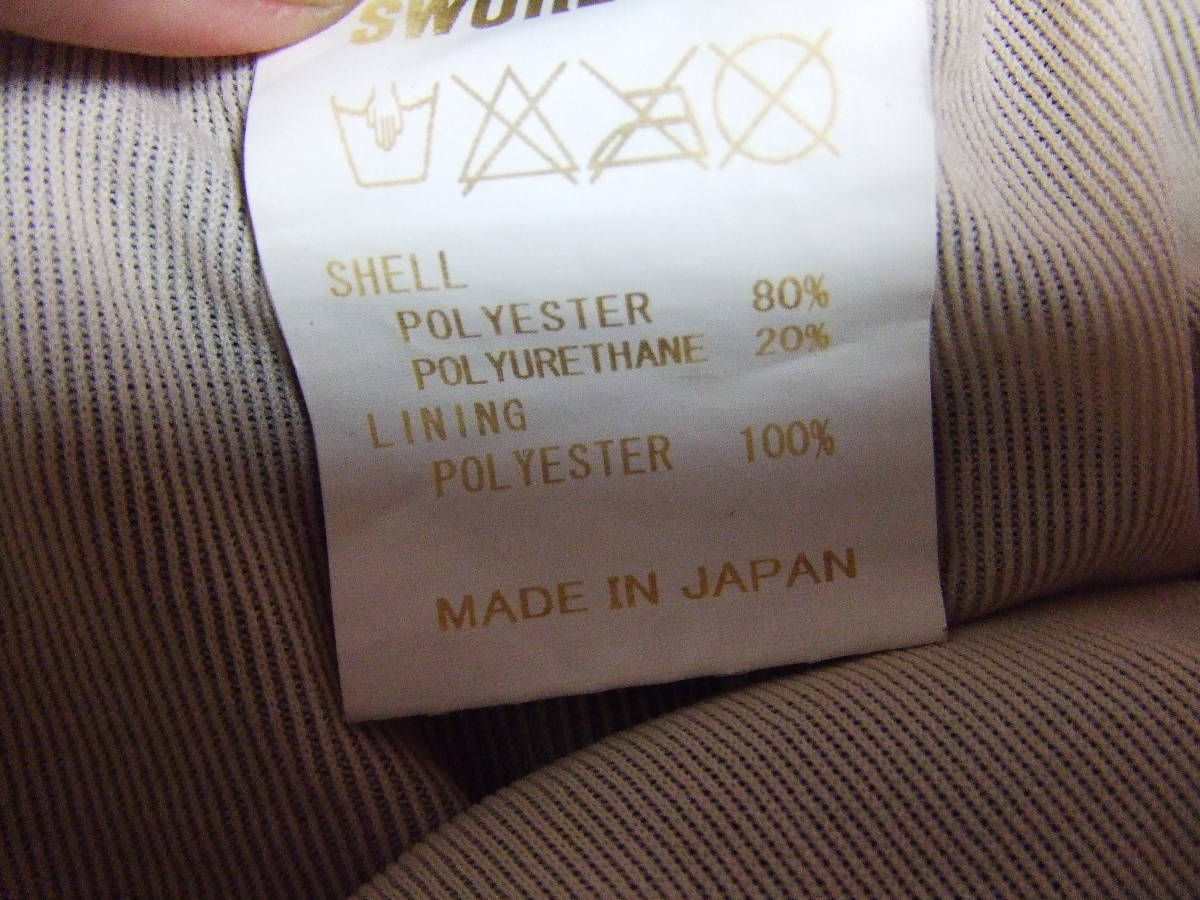 SHELL
POLYESTER 80%
POLYURETHANE 20%
LINING
POLYESTER 100%
MADE IN JAPAN